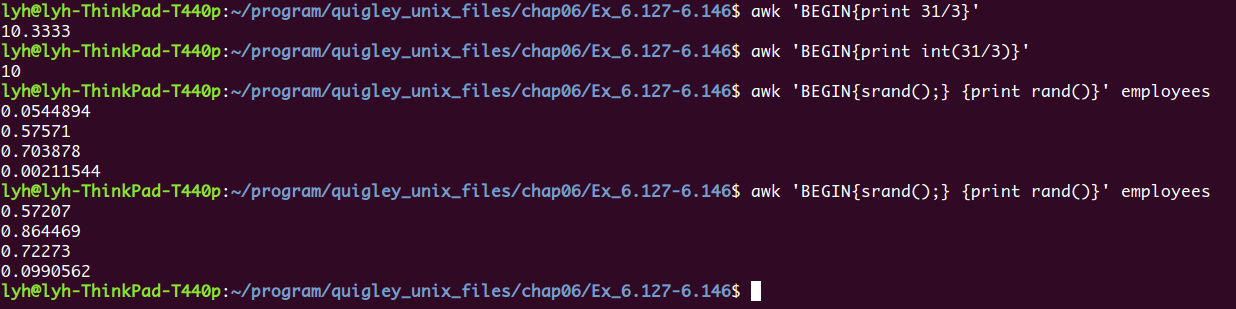 lyh@lyh-ThinkPad-T440p:~/program/quigley_unix_files/chap06/Ex_6.127-6.146$ awk 'BEGIN{print 31/3}'
10.3333
lyh@lyh-ThinkPad-T440p:~/program/quigley_unix_files/chap06/Ex_6.127-6.146$ awk 'BEGIN{print int(31/3)}'
10
lyh@lyh-ThinkPad-T440p:~/program/quigley_unix_files/chap06/Ex_6.127-6.146$ awk 'BEGIN{srand();} {print rand()}' employees
0.0544894
0.57571
0.703878
0.00211544
lyh@lyh-ThinkPad-T440p:~/program/quigley_unix_files/chap06/Ex_6.127-6.146$ awk 'BEGIN{srand();} {print rand()}' employees
0.57207
0.864469
0.72273
0.0990562
lyh@lyh-ThinkPad-T440p:~/program/quigley_unix_files/chap06/Ex_6.127-6.146$